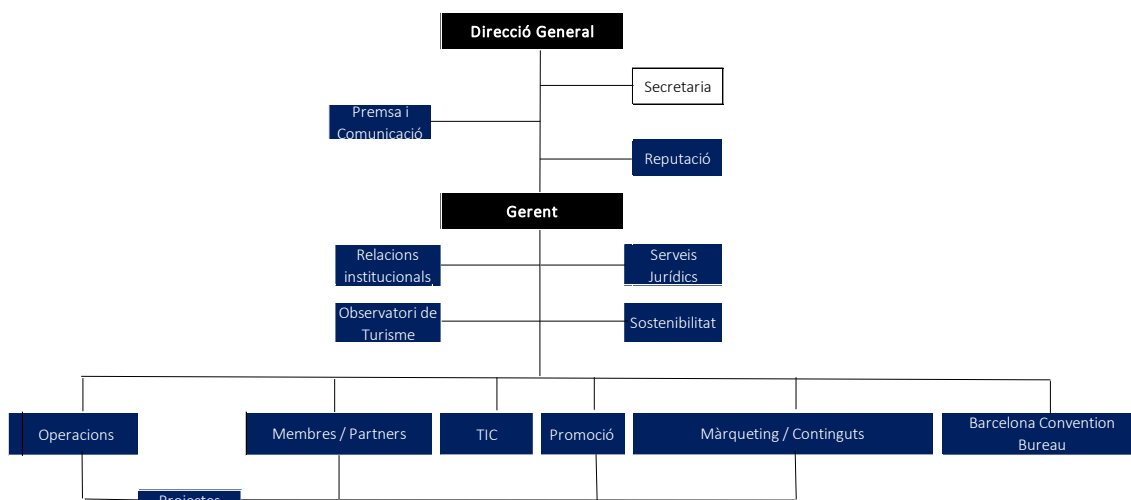 Direcció General
Secretaria
Premsa i
Comunicació
Reputació
Gerent
Relacions
institucionals
Serveis
Jurídics
Observatori de
Turisme
Sostenibilitat
Operacions
Membres / Partners
TIC
Promoció
Màrqueting / Continguts
Barcelona Convention
Bureau
Projectes